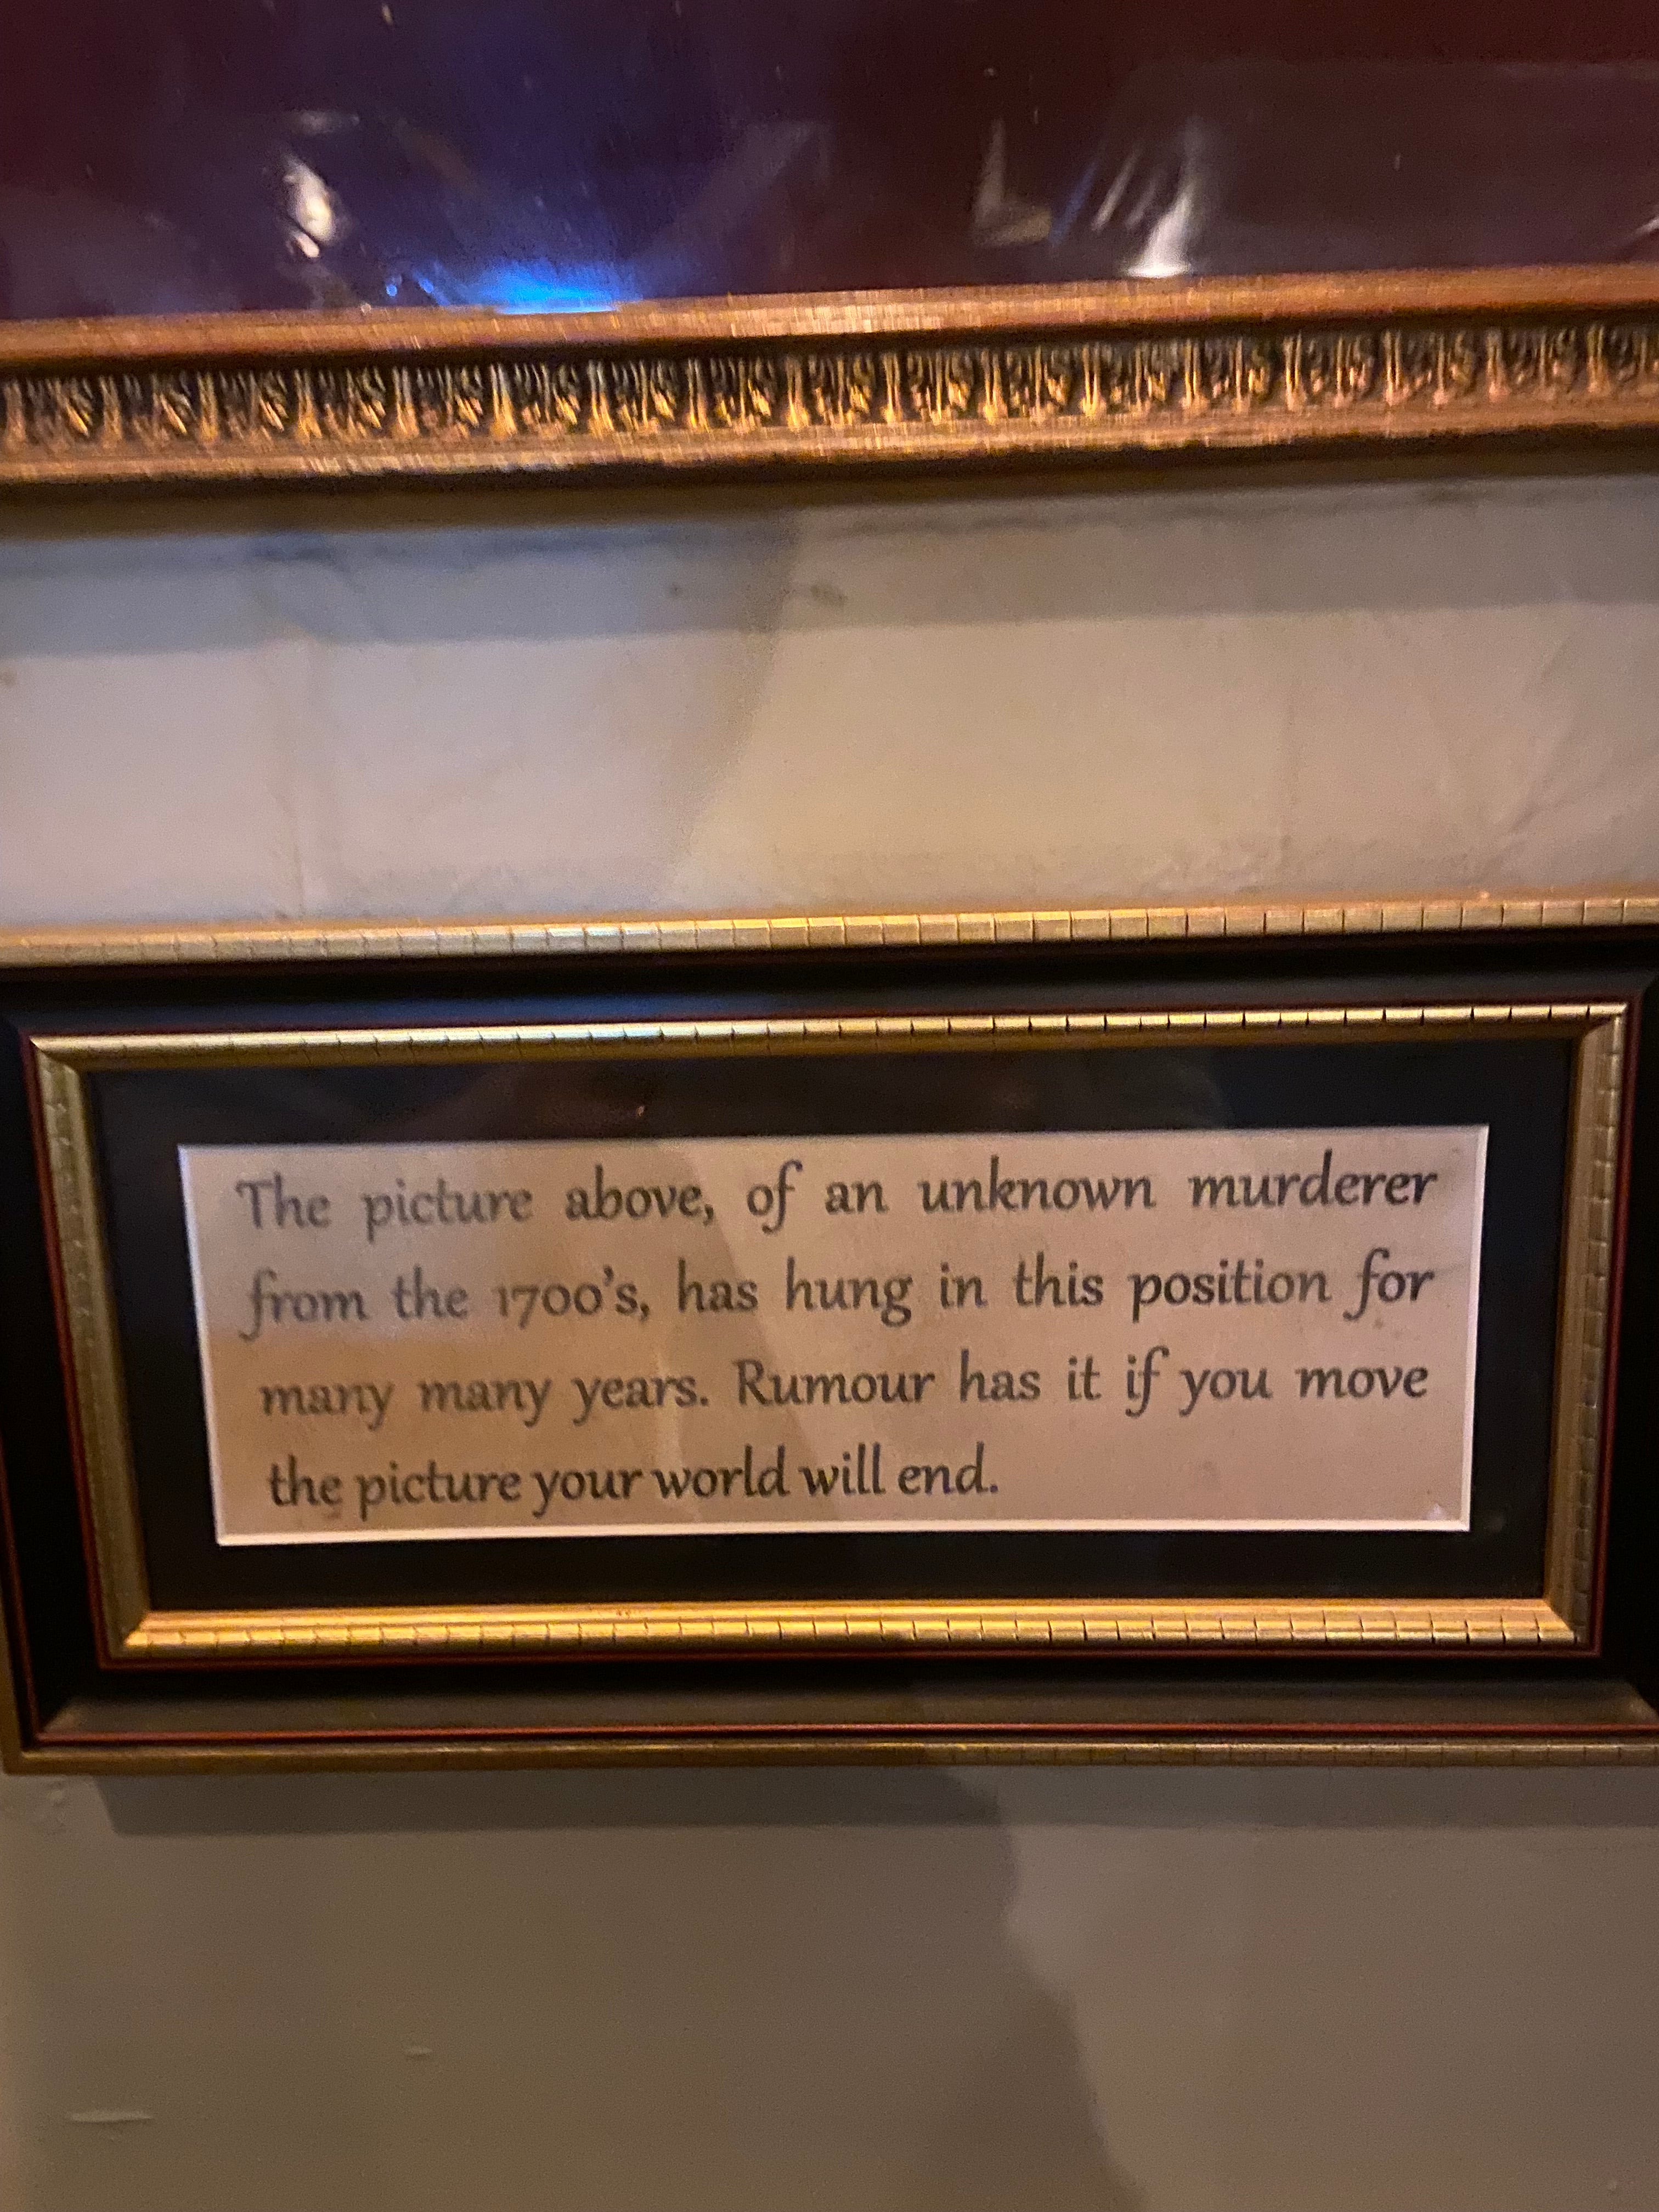 The picture above, of an unknown murderer
from the 1700's, has hung in this position for
many many years. Rumour has it if you move
the picture your world will end.